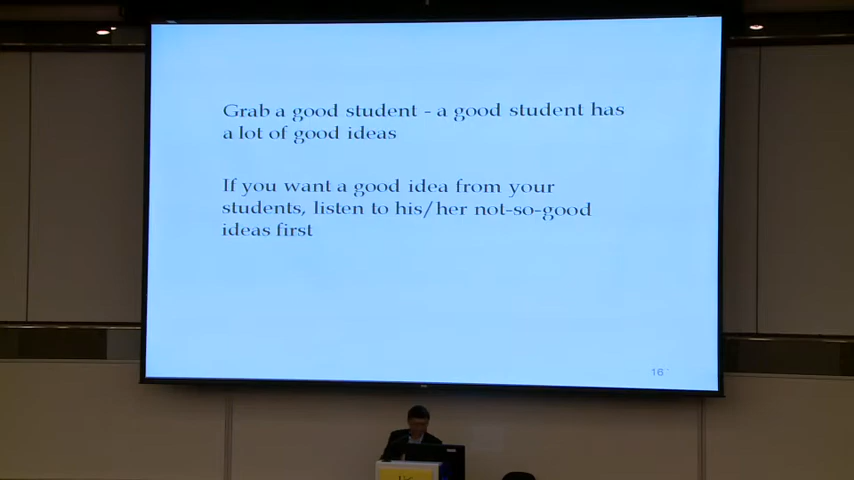 Grab a good student - a good student has
a lot of good ideas
If you want a good idea from your
students, listen to his/her not-so-good
ideas first
16